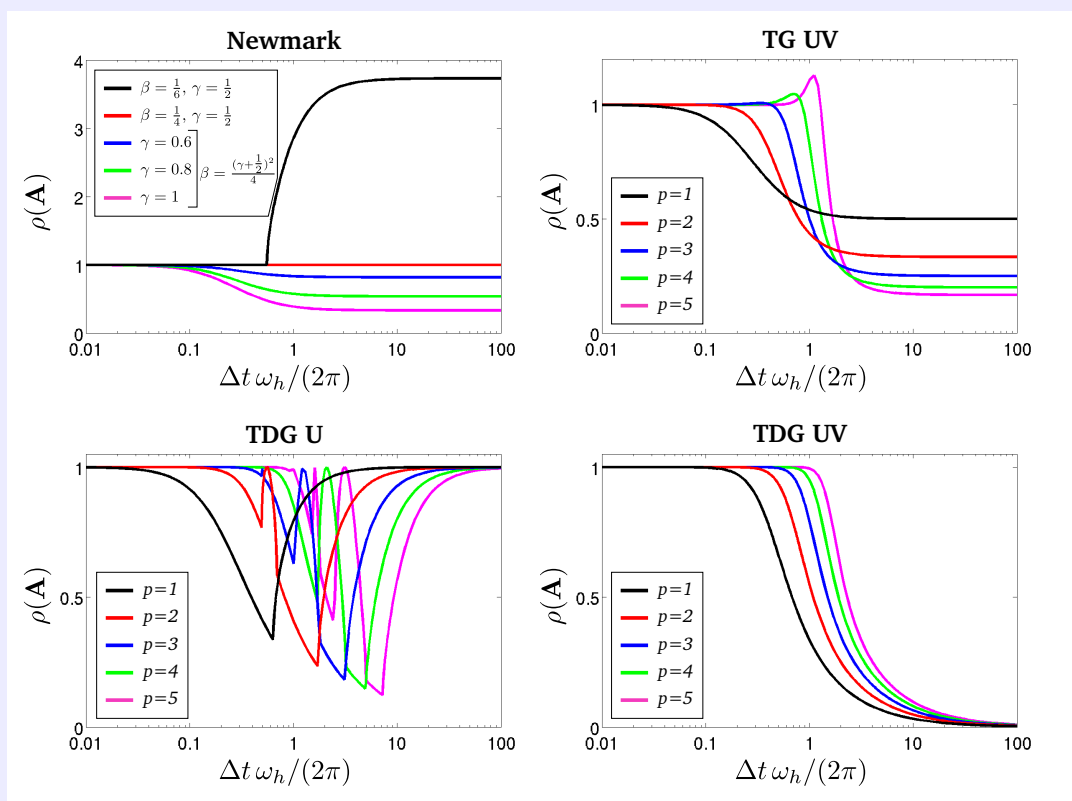 Newmark
4
3
2
1
0
ρ(A)
β = 1/6, γ = 1/2
β = 1/4, γ = 1/2
γ = 0.6
γ = 0.8
γ = 1
β = (γ+1/2)²/4
0.01 0.1 1 10 100
Δt ω_h/(2π)
TG UV
1
0.5
0
ρ(A)
p=1
p=2
p=3
p=4
p=5
0.01 0.1 1 10 100
Δt ω_h/(2π)
TDG U
1
0.5
0
ρ(A)
p=1
p=2
p=3
p=4
p=5
0.01 0.1 1 10 100
Δt ω_h/(2π)
TDG UV
1
0.5
0
ρ(A)
p=1
p=2
p=3
p=4
p=5
0.01 0.1 1 10 100
Δt ω_h/(2π)